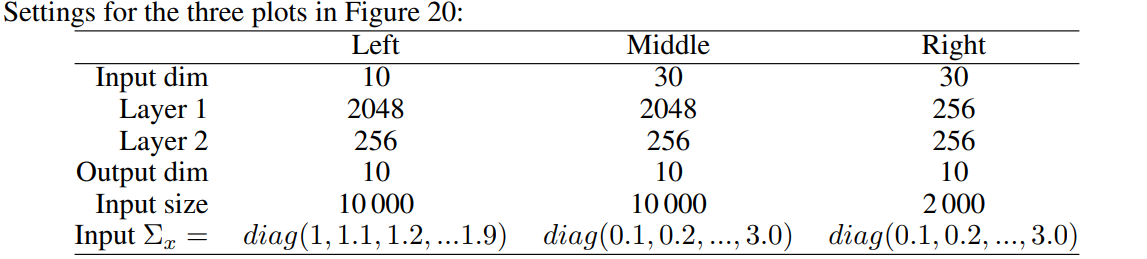 Settings for the three plots in Figure 20:
Left Middle Right
Input dim 10 30 30
Layer 1 2048 2048 256
Layer 2 256 256 256
Output dim 10 10 10
Input size 10 000 10 000 2 000
Input Σx = diag(1, 1.1, 1.2, ...1.9) diag(0.1, 0.2, ..., 3.0) diag(0.1, 0.2, ..., 3.0)